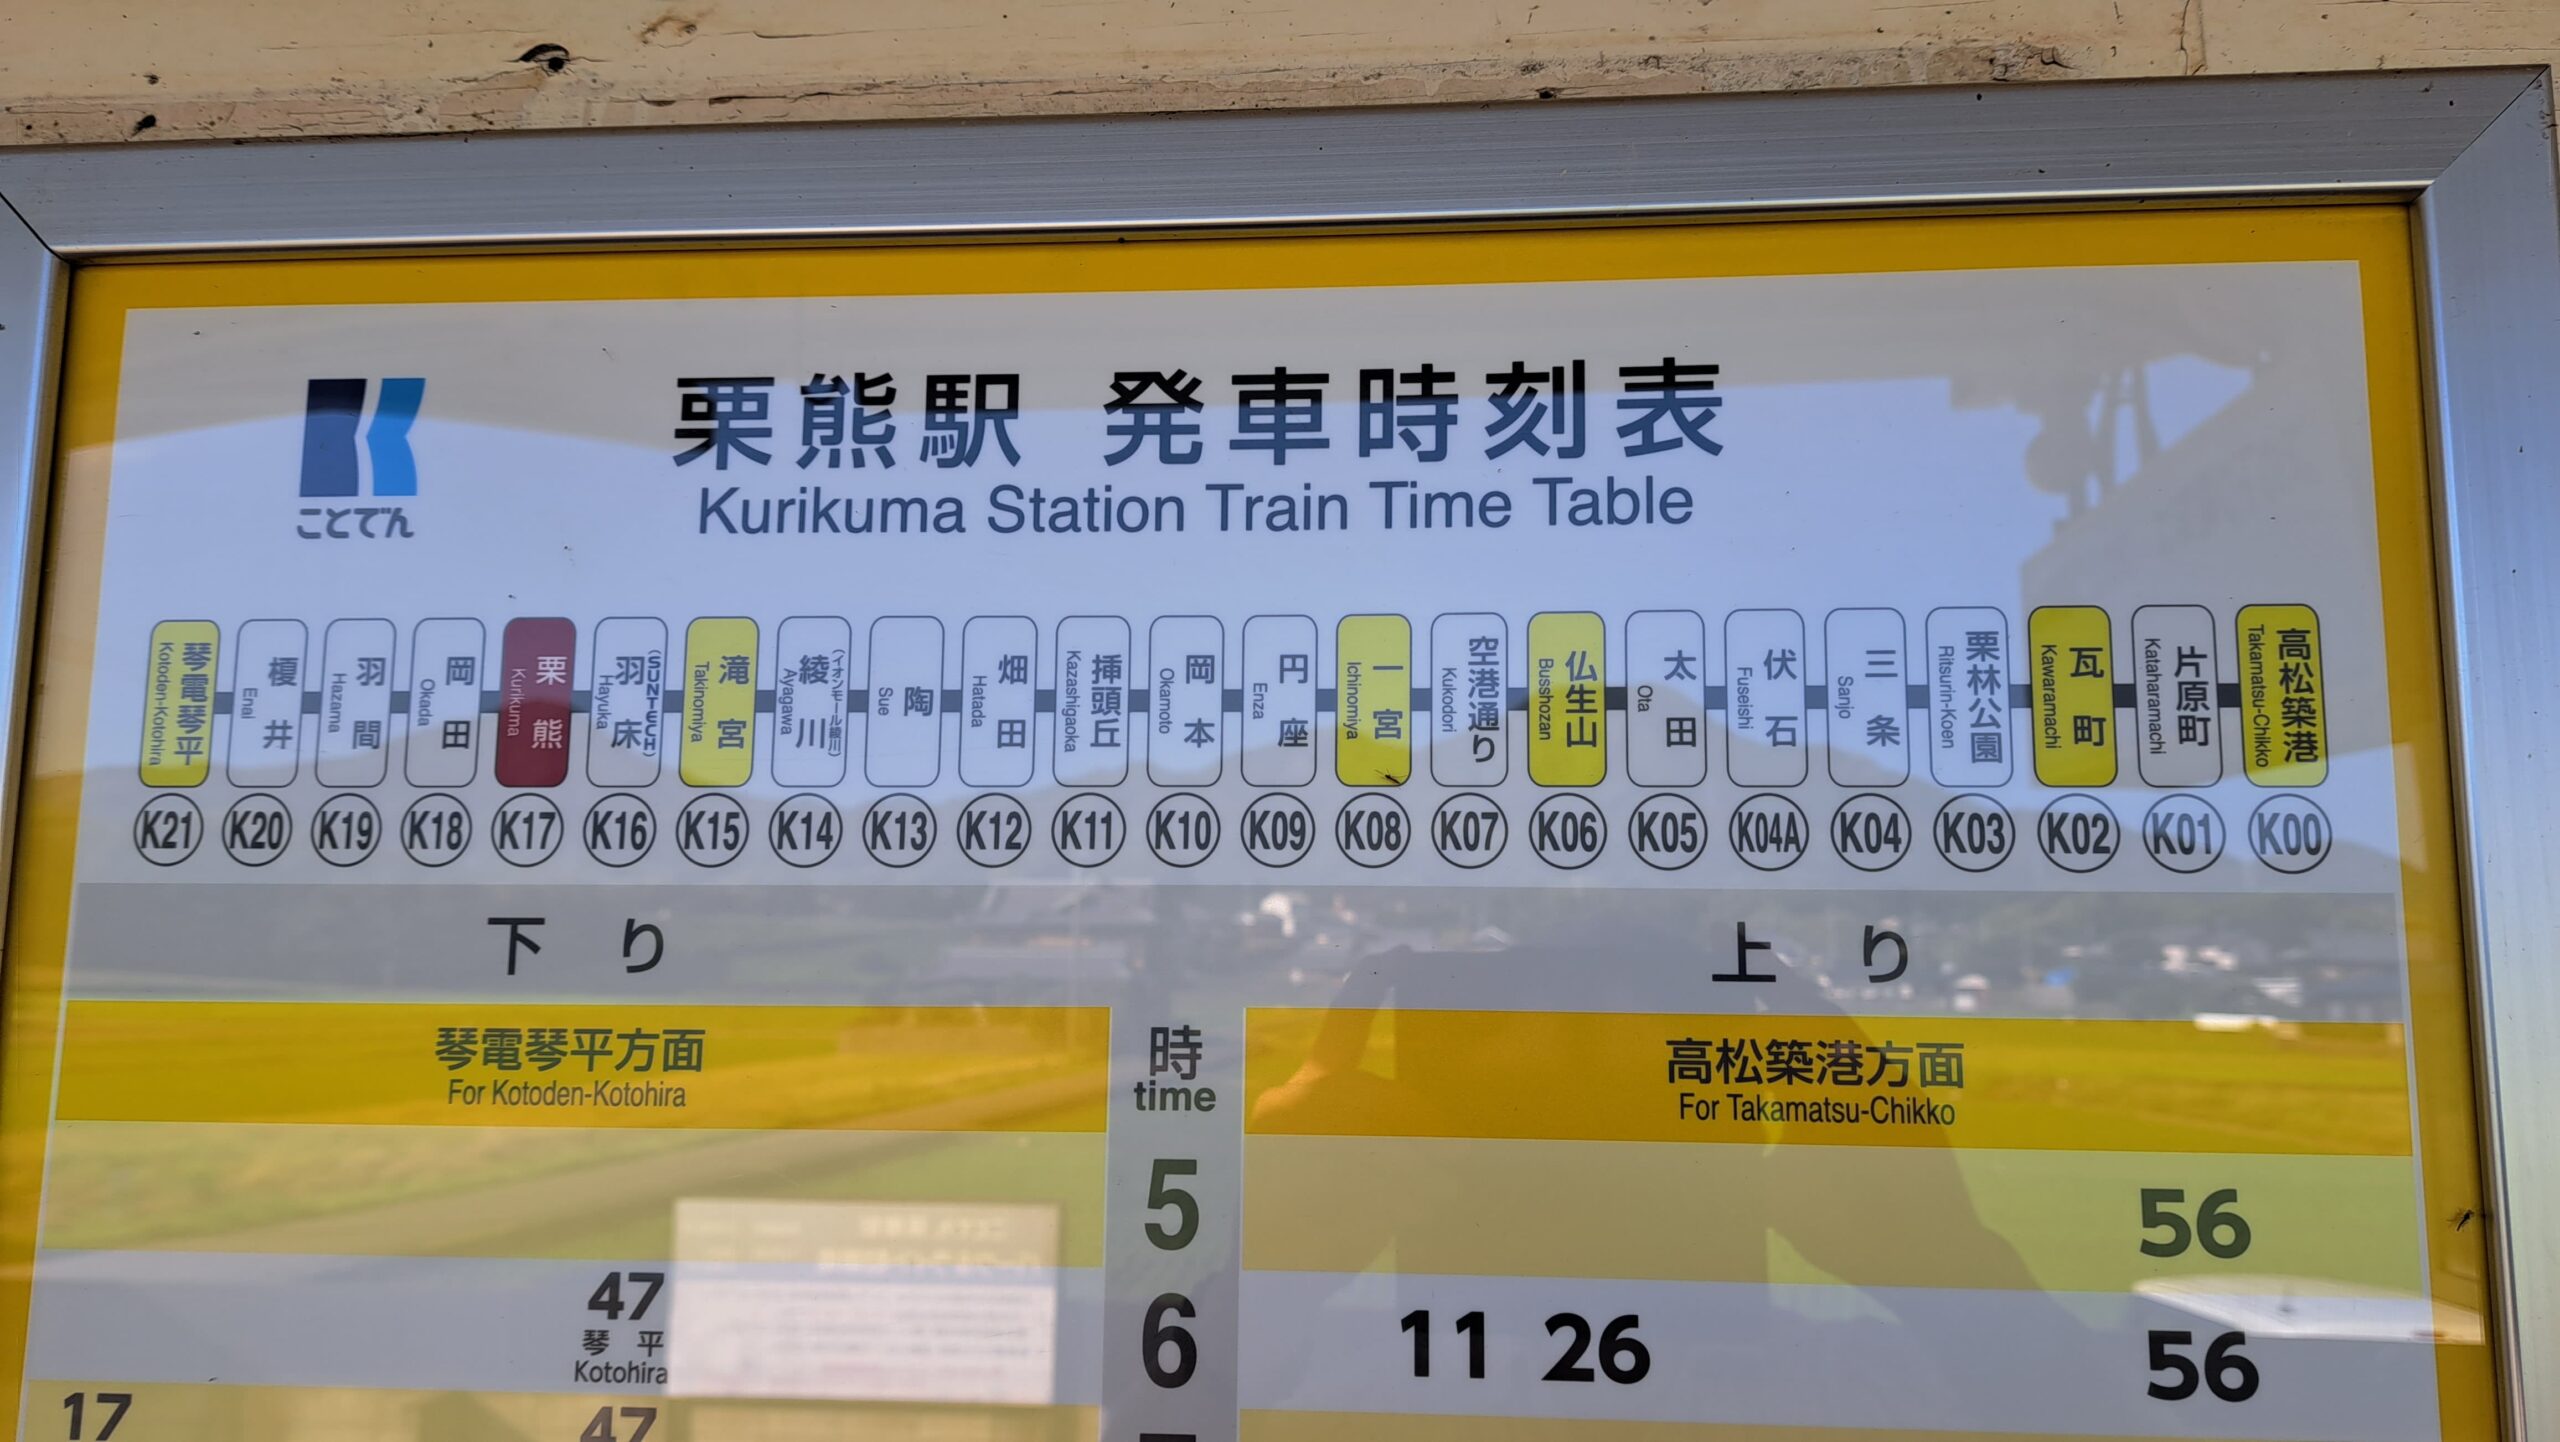 栗熊駅 発車時刻表
Kurikuma Station Train Time Table
ことでん
琴電琴平 Kotoden-Kotohira K21
榎井 Enai K20
羽間 Hazama K19
岡田 Okada K18
栗熊 Kurikuma K17
羽床 (SUNTECH) Hayuka K16
滝宮 Takinomiya K15
綾川 (イオンモール綾川) Ayagawa K14
陶 Sue K13
畑田 Hatada K12
挿頭丘 Kazashigaoka K11
岡本 Okamoto K10
円座 Enza K09
一宮 Ichinomiya K08
空港通り Kukodori K07
仏生山 Busshozan K06
太田 Ota K05
伏石 Fuseishi K04A
三条 Sanjo K04
栗林公園 Ritsurin-Koen K03
瓦町 Kawaramachi K02
片原町 Kataharamachi K01
高松築港 Takamatsu-Chikko K00
下り
上り
琴電琴平方面
For Kotoden-Kotohira
時
time
高松築港方面
For Takamatsu-Chikko
5 56
47 6 11 26 56
琴平
Kotohira
17 47